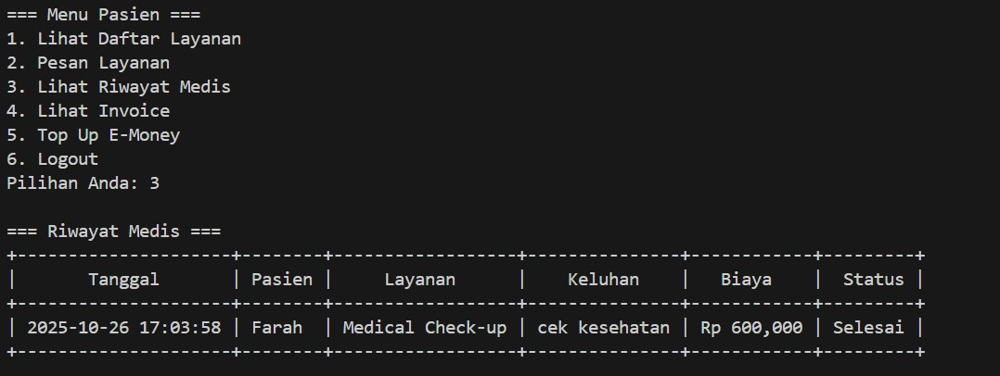 === Menu Pasien ===
1. Lihat Daftar Layanan
2. Pesan Layanan
3. Lihat Riwayat Medis
4. Lihat Invoice
5. Top Up E-Money
6. Logout
Pilihan Anda: 3

=== Riwayat Medis ===
+---------------------+--------+------------------+---------------+------------+---------+
|       Tanggal       | Pasien |     Layanan      |    Keluhan    |   Biaya    |  Status |
+---------------------+--------+------------------+---------------+------------+---------+
| 2025-10-26 17:03:58 | Farah  | Medical Check-up | cek kesehatan | Rp 600,000 | Selesai |
+---------------------+--------+------------------+---------------+------------+---------+